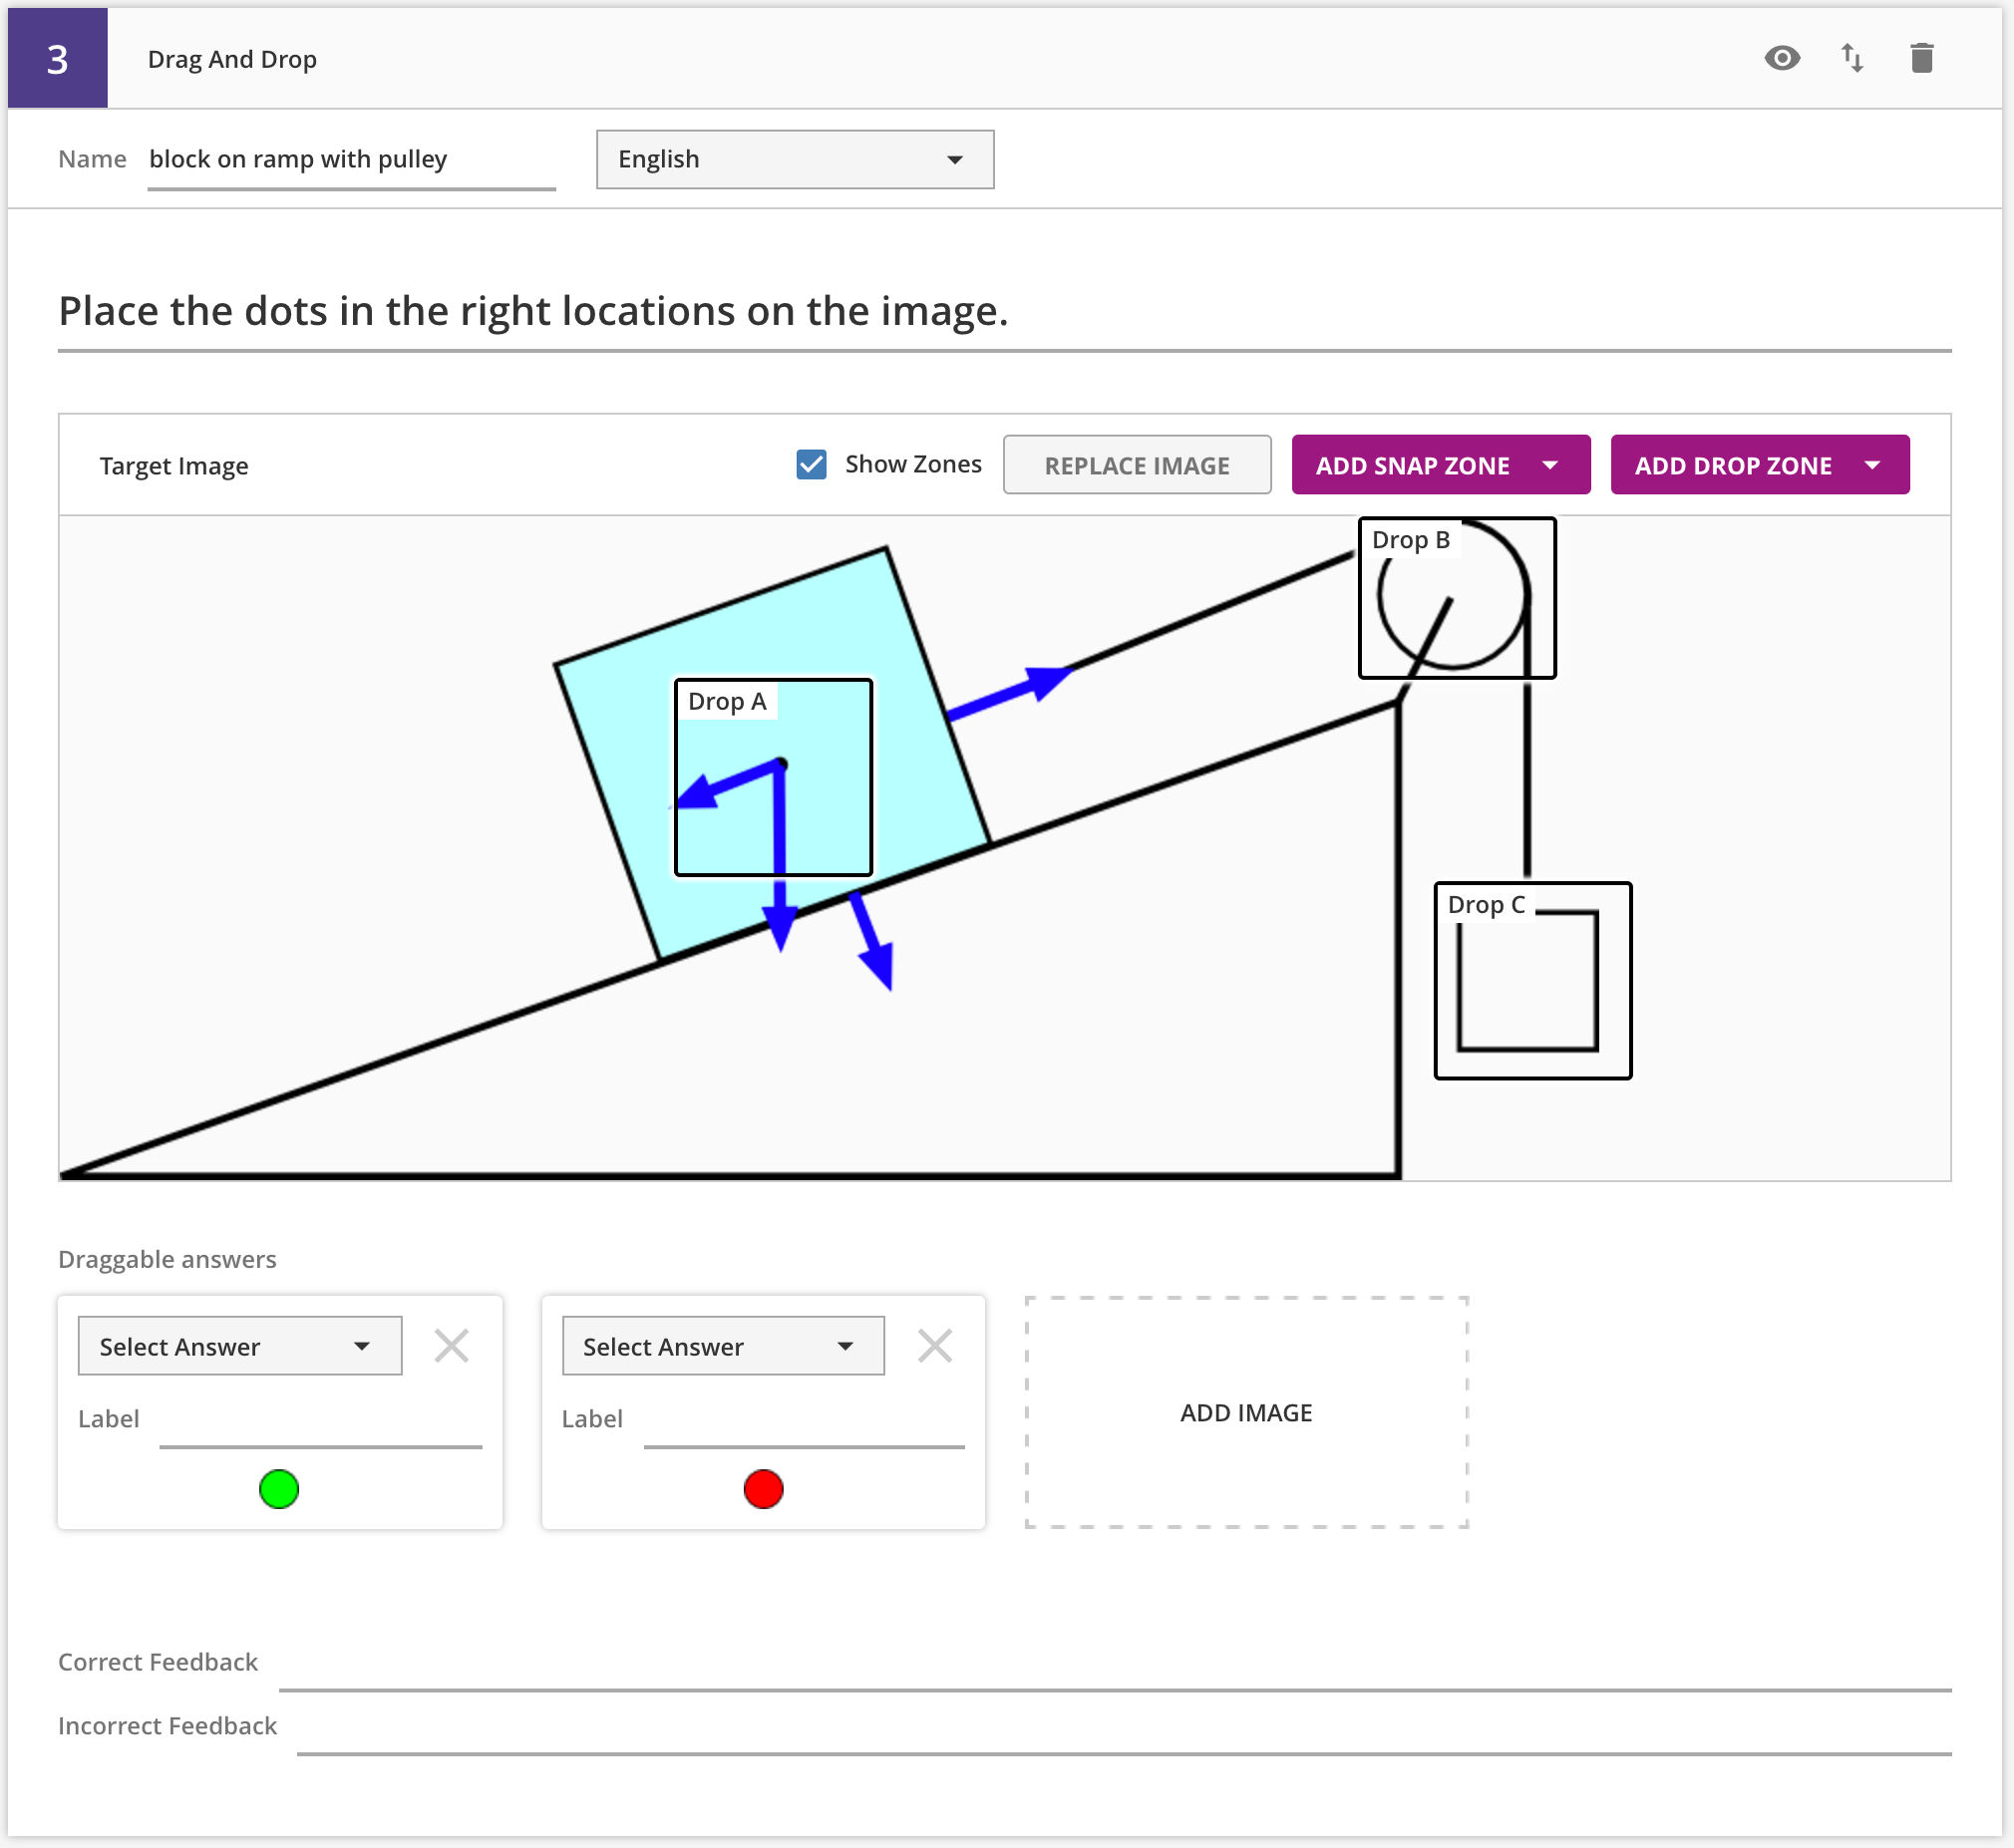 3 Drag And Drop
Name block on ramp with pulley English
Place the dots in the right locations on the image.
Target Image Show Zones REPLACE IMAGE ADD SNAP ZONE ADD DROP ZONE
Drop B
Drop A
Drop C
Draggable answers
Select Answer Select Answer
Label Label
ADD IMAGE
Correct Feedback
Incorrect Feedback